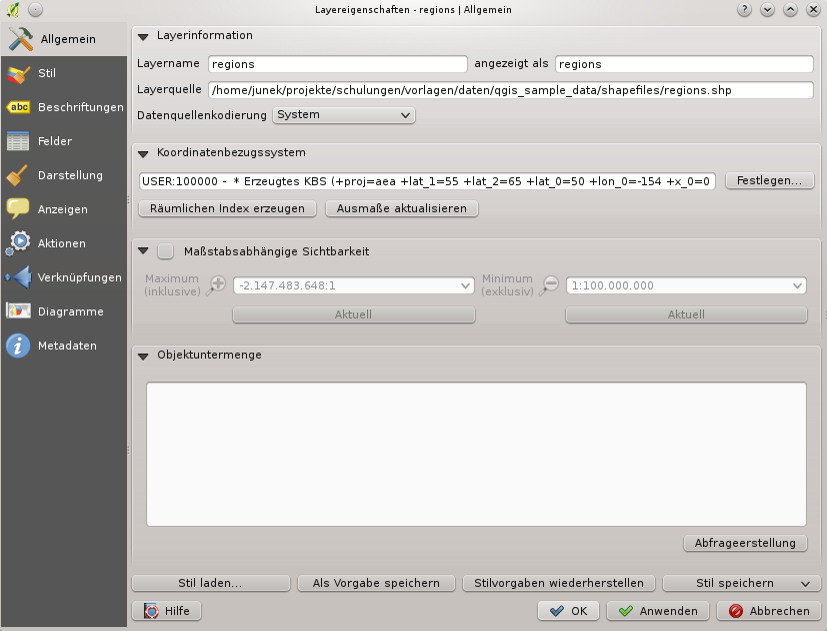 Layereigenschaften - regions | Allgemein
Allgemein
Stil
abc Beschriftungen
Felder
Darstellung
Anzeigen
Aktionen
Verknüpfungen
Diagramme
Metadaten
Layerinformation
Layername regions angezeigt als regions
Layerquelle /home/junek/projekte/schulungen/vorlagen/daten/qgis_sample_data/shapefiles/regions.shp
Datenquellenkodierung System
Koordinatenbezugssystem
USER:100000 - * Erzeugtes KBS (+proj=aea +lat_1=55 +lat_2=65 +lat_0=50 +lon_0=-154 +x_0=0 Festlegen...
Räumlichen Index erzeugen Ausmaße aktualisieren
Maßstabsabhängige Sichtbarkeit
Maximum (inklusive) -2.147.483.648:1 Minimum (exklusiv) 1:100.000.000
Aktuell Aktuell
Objektuntermenge
Abfrageerstellung
Stil laden... Als Vorgabe speichern Stilvorgaben wiederherstellen Stil speichern
Hilfe OK Anwenden Abbrechen